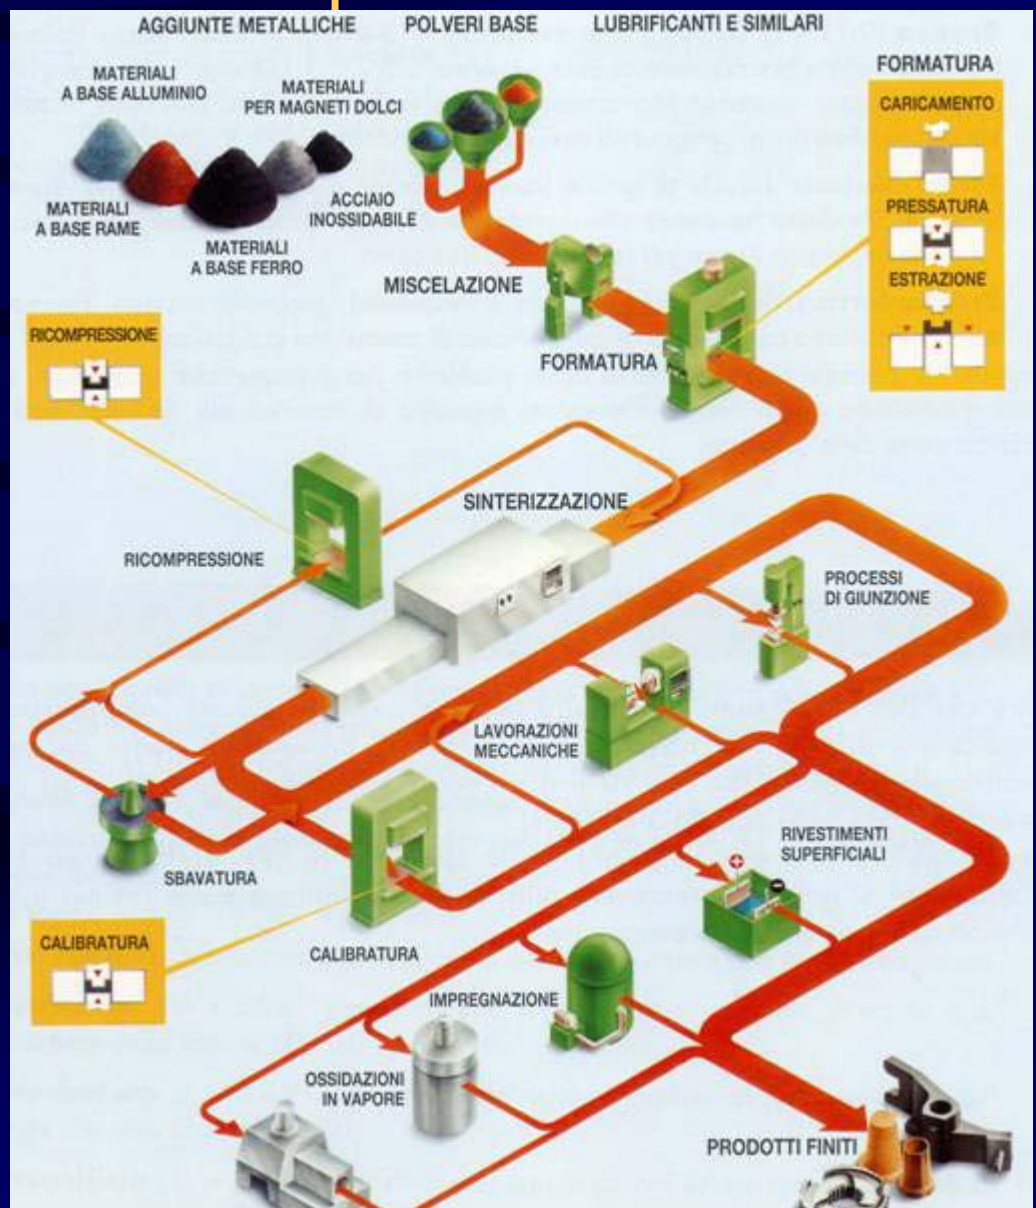 AGGIUNTE METALLICHE
POLVERI BASE
LUBRIFICANTI E SIMILARI
MATERIALI
A BASE ALLUMINIO
MATERIALI
PER MAGNETI DOLCI
MATERIALI
A BASE RAME
ACCIAIO
INOSSIDABILE
MATERIALI
A BASE FERRO
FORMATURA
CARICAMENTO
PRESSATURA
ESTRAZIONE
MISCELAZIONE
FORMATURA
RICOMPRESSIONE
SINTERIZZAZIONE
RICOMPRESSIONE
PROCESSI
DI GIUNZIONE
LAVORAZIONI
MECCANICHE
SBAVATURA
RIVESTIMENTI
SUPERFICIALI
+
-
CALIBRATURA
CALIBRATURA
IMPREGNAZIONE
OSSIDAZIONI
IN VAPORE
PRODOTTI FINITI